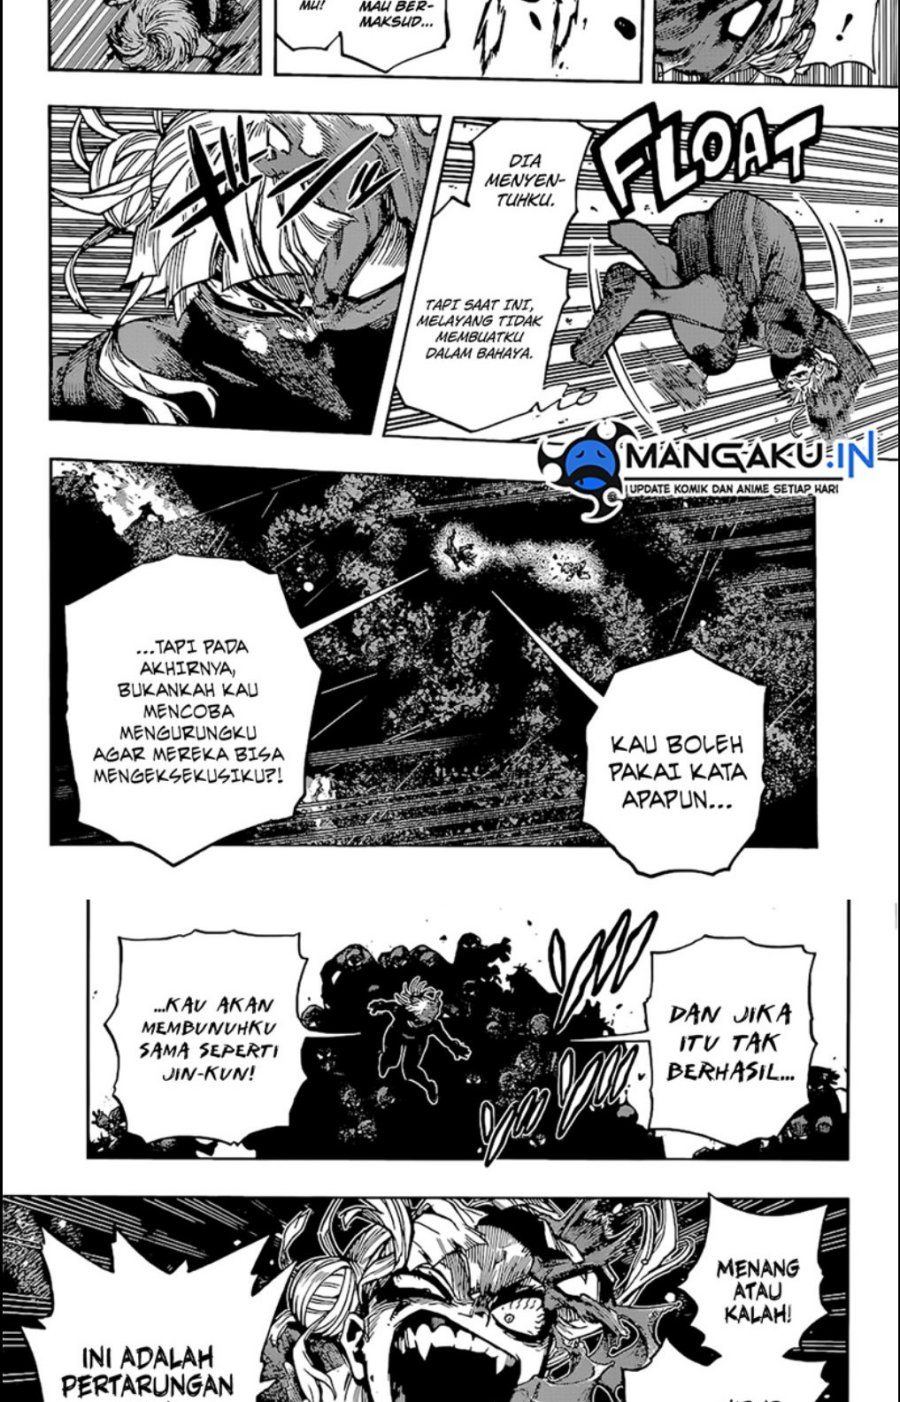 MU!
MAU BER-
MAKSUD...
!
FLOAT
DIA
MENYEN-
TUHKU.
TAPI SAAT INI,
MELAYANG TIDAK
MEMBUATKU
DALAM BAHAYA.
MANGAKU.IN
UPDATE KOMIK DAN ANIME SETIAP HARI
...TAPI PADA
AKHIRNYA,
BUKANKAH KAU
MENCOBA
MENGURUNGKU
AGAR MEREKA BISA
MENGEKSEKUSIKU?!
KAU BOLEH
PAKAI KATA
APAPUN...
DAN JIKA
ITU TAK
BERHASIL...
...KAU AKAN
MEMBUNUHKU
SAMA SEPERTI
JIN-KUN!
MENANG
ATAU
KALAH!
INI ADALAH
PERTARUNGAN